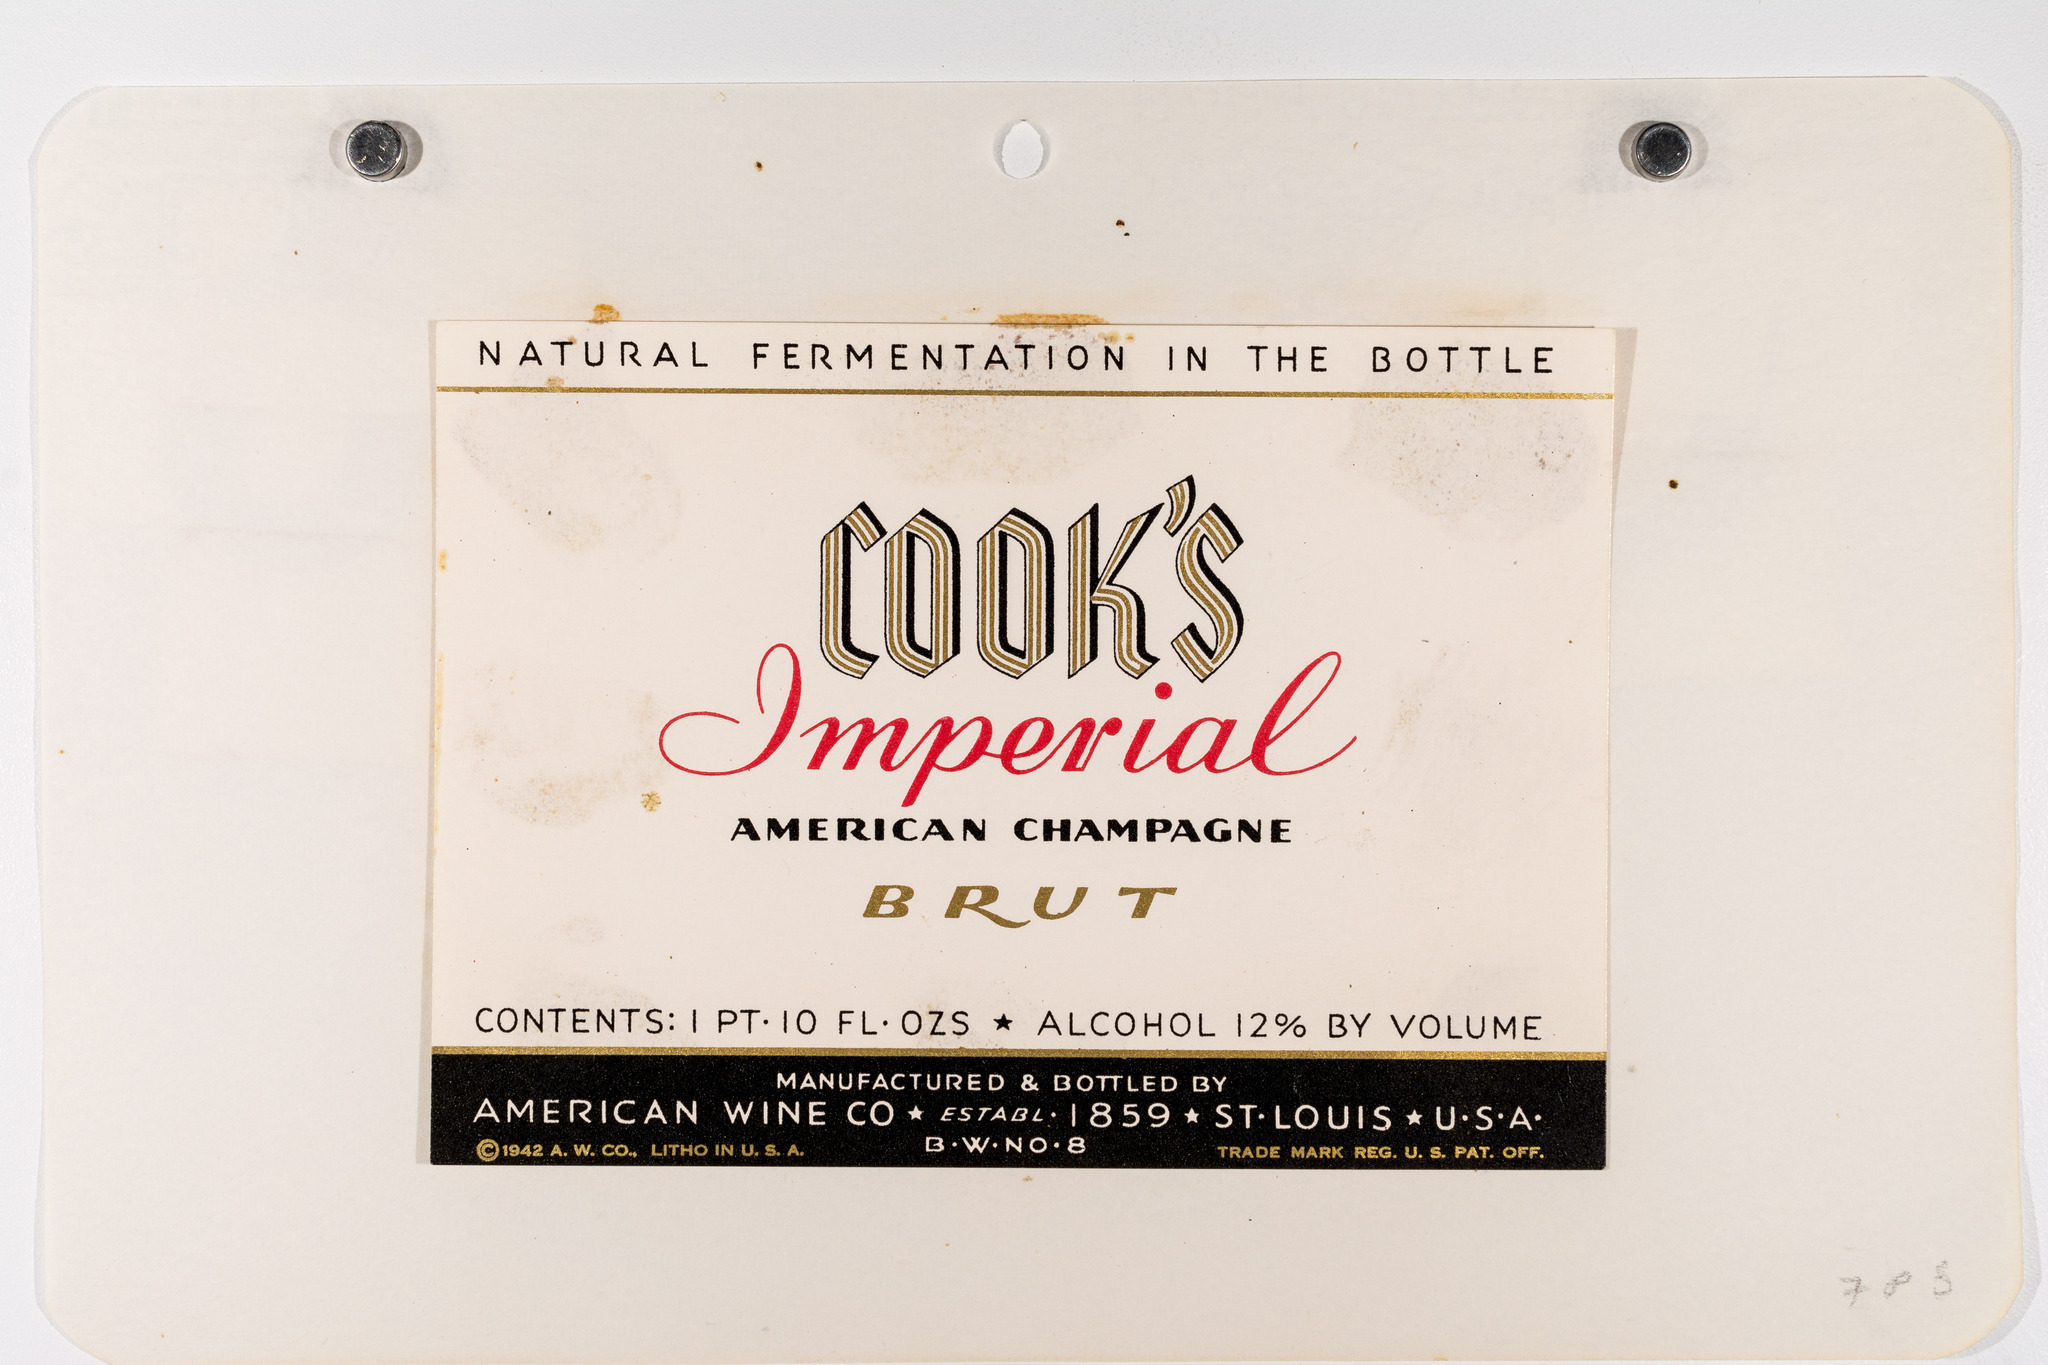 NATURAL FERMENTATION IN THE BOTTLE
COOK'S
Imperial
AMERICAN CHAMPAGNE
BRUT
CONTENTS: 1 PT· 10 FL· OZS ★ ALCOHOL 12% BY VOLUME
MANUFACTURED & BOTTLED BY
AMERICAN WINE CO ★ ESTABL· 1859 ★ ST·LOUIS ★ U·S·A·
B·W·NO·8
©1942 A. W. CO., LITHO IN U. S. A.
TRADE MARK REG. U. S. PAT. OFF.